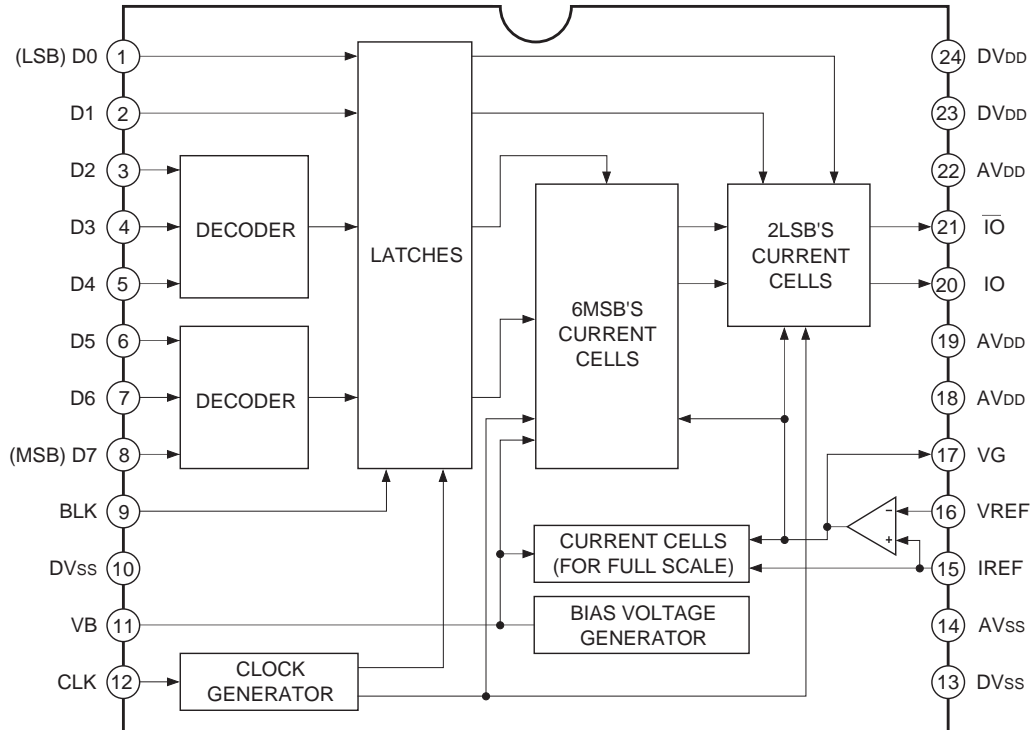 (LSB) D0 1
D1 2
D2 3
D3 4
D4 5
D5 6
D6 7
(MSB) D7 8
BLK 9
DVSS 10
VB 11
CLK 12
DECODER
DECODER
LATCHES
6MSB'S
CURRENT
CELLS
2LSB'S
CURRENT
CELLS
CURRENT CELLS
(FOR FULL SCALE)
BIAS VOLTAGE
GENERATOR
CLOCK
GENERATOR
−
+
24 DVDD
23 DVDD
22 AVDD
21 I̅O̅
20 IO
19 AVDD
18 AVDD
17 VG
16 VREF
15 IREF
14 AVSS
13 DVSS